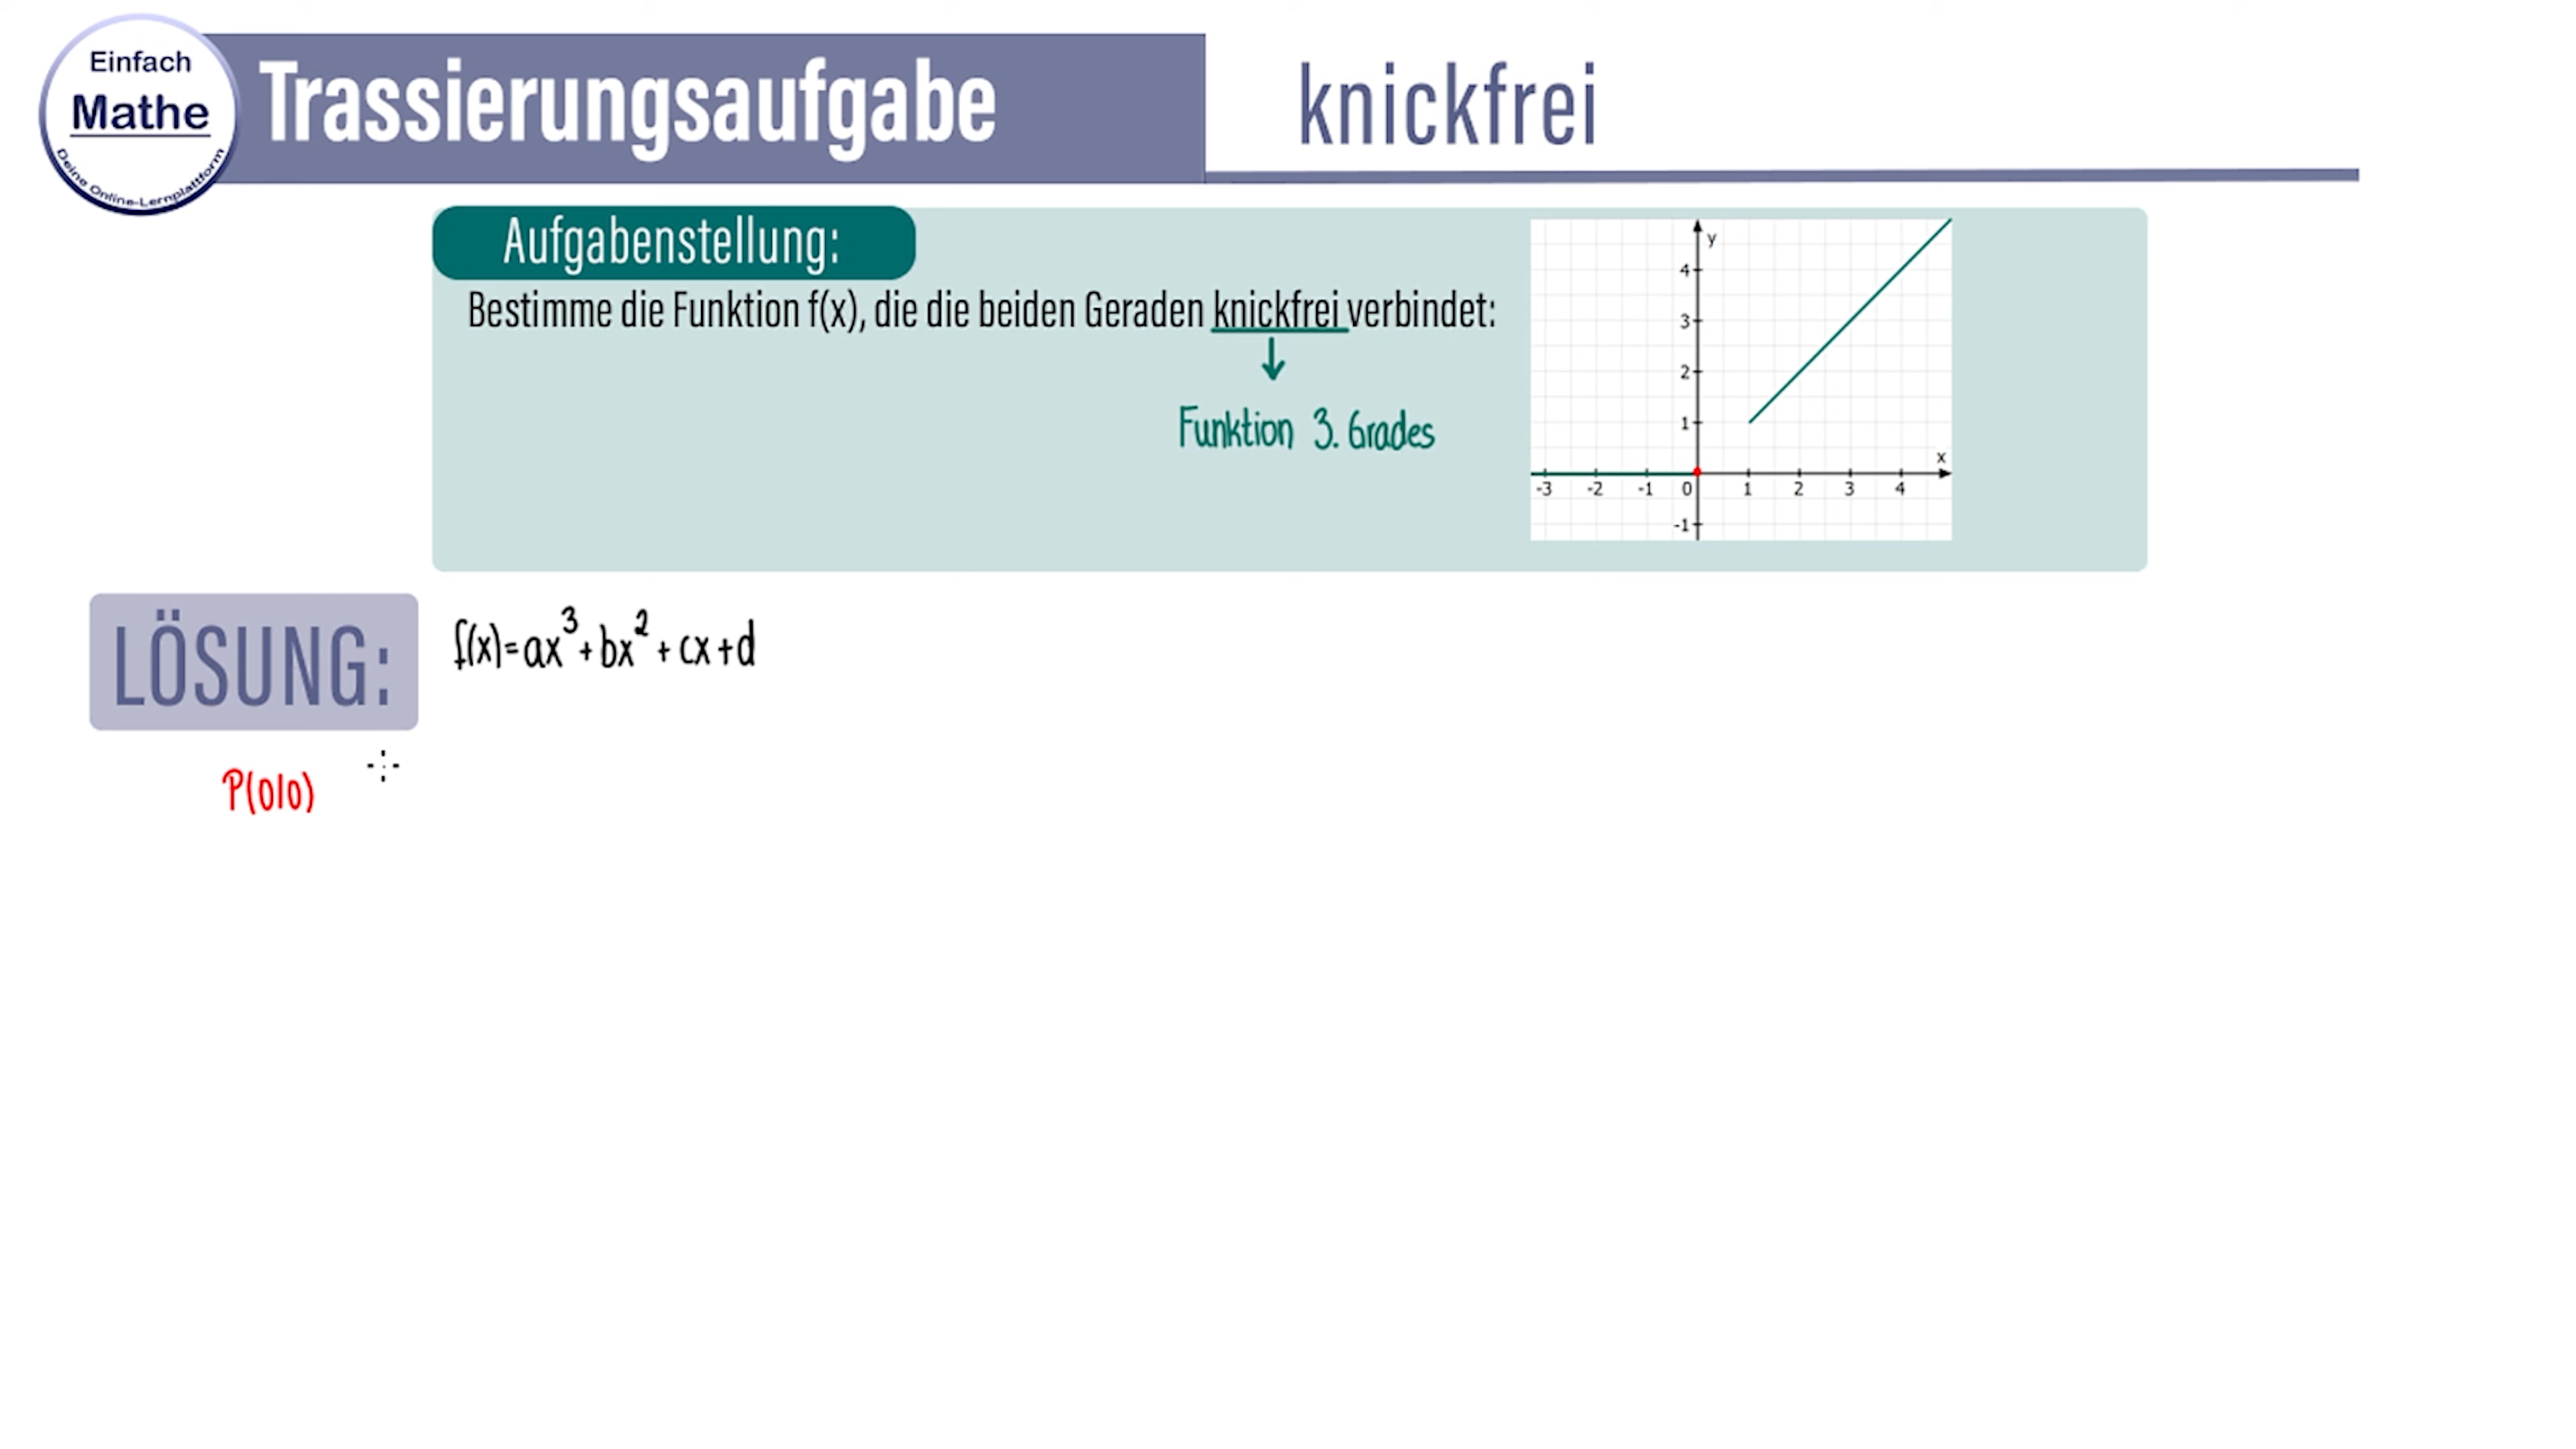 Einfach
Mathe
Deine Online-Lernplattform
Trassierungsaufgabe
knickfrei
Aufgabenstellung:
Bestimme die Funktion f(x), die die beiden Geraden knickfrei verbindet:
↓
Funktion 3. Grades
y
4
3
2
1
x
-3 -2 -1 0 1 2 3 4
-1
LÖSUNG:
f(x)=ax³+bx²+cx+d
P(0|0)